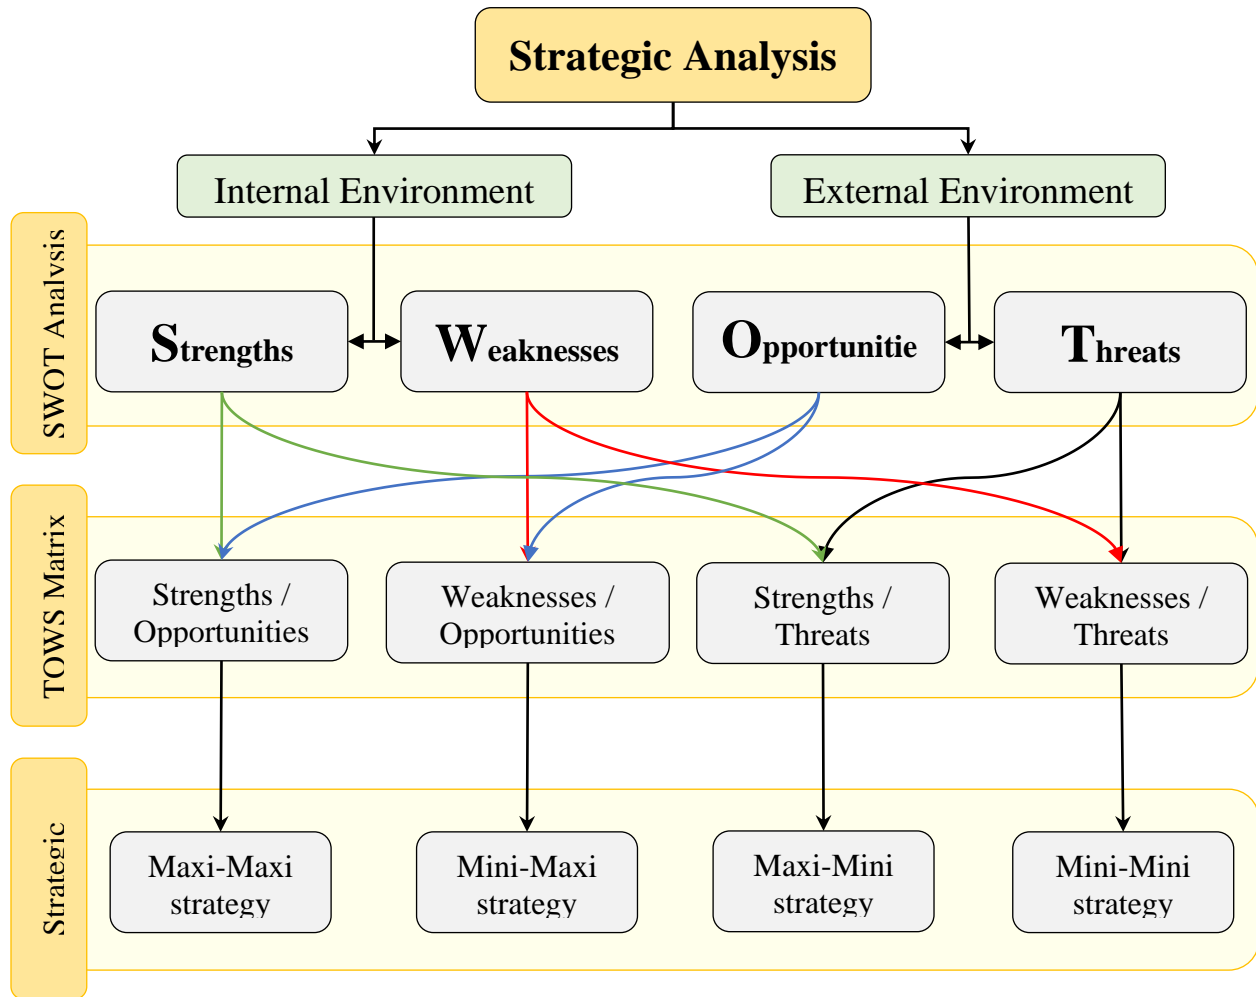 Strategic Analysis
Internal Environment
External Environment
SWOT Analysis
Strengths
Weaknesses
Opportunitie
Threats
TOWS Matrix
Strengths /
Opportunities
Weaknesses /
Opportunities
Strengths /
Threats
Weaknesses /
Threats
Strategic
Maxi-Maxi
strategy
Mini-Maxi
strategy
Maxi-Mini
strategy
Mini-Mini
strategy